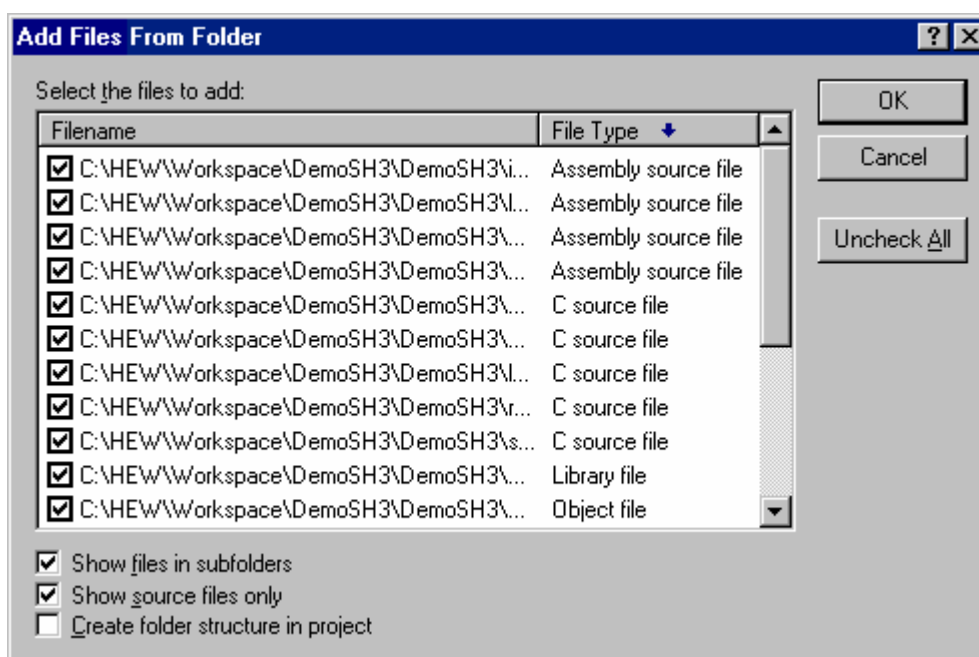 Add Files From Folder
Select the files to add:
Filename File Type
C:\HEW\Workspace\DemoSH3\DemoSH3\i... Assembly source file
C:\HEW\Workspace\DemoSH3\DemoSH3\l... Assembly source file
C:\HEW\Workspace\DemoSH3\DemoSH3\... Assembly source file
C:\HEW\Workspace\DemoSH3\DemoSH3\... Assembly source file
C:\HEW\Workspace\DemoSH3\DemoSH3\... C source file
C:\HEW\Workspace\DemoSH3\DemoSH3\... C source file
C:\HEW\Workspace\DemoSH3\DemoSH3\l... C source file
C:\HEW\Workspace\DemoSH3\DemoSH3\r... C source file
C:\HEW\Workspace\DemoSH3\DemoSH3\s... C source file
C:\HEW\Workspace\DemoSH3\DemoSH3\... Library file
C:\HEW\Workspace\DemoSH3\DemoSH3\... Object file
Show files in subfolders
Show source files only
Create folder structure in project
OK
Cancel
Uncheck All